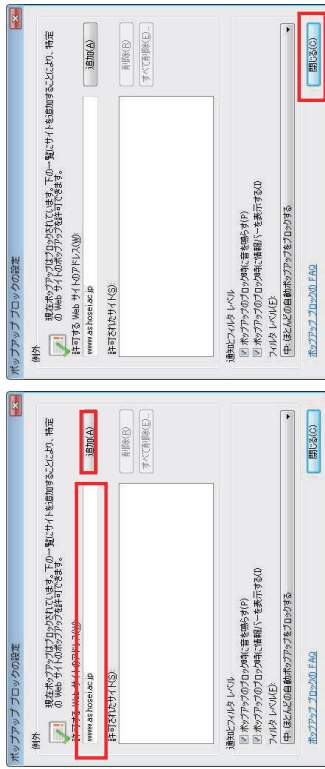 ポップアップ ブロックの設定
例外
現在ポップアップはブロックされています。下の一覧にサイトを追加することにより、特定
の Web サイトのポップアップを許可できます。
許可する Web サイトのアドレス(W):
www.as.hosei.ac.jp
追加(A)
許可されたサイト(S):
削除(R)
すべて削除(E)...
通知とフィルタ レベル
ポップアップのブロック時に音を鳴らす(P)
ポップアップのブロック時に情報バーを表示する(I)
フィルタ レベル(F):
中: ほとんどの自動ポップアップをブロックする
ポップアップ ブロックの FAQ
閉じる(C)
ポップアップ ブロックの設定
例外
現在ポップアップはブロックされています。下の一覧にサイトを追加することにより、特定
の Web サイトのポップアップを許可できます。
許可する Web サイトのアドレス(W):
www.as.hosei.ac.jp
追加(A)
許可されたサイト(S):
削除(R)
すべて削除(E)...
通知とフィルタ レベル
ポップアップのブロック時に音を鳴らす(P)
ポップアップのブロック時に情報バーを表示する(I)
フィルタ レベル(F):
中: ほとんどの自動ポップアップをブロックする
ポップアップ ブロックの FAQ
閉じる(C)